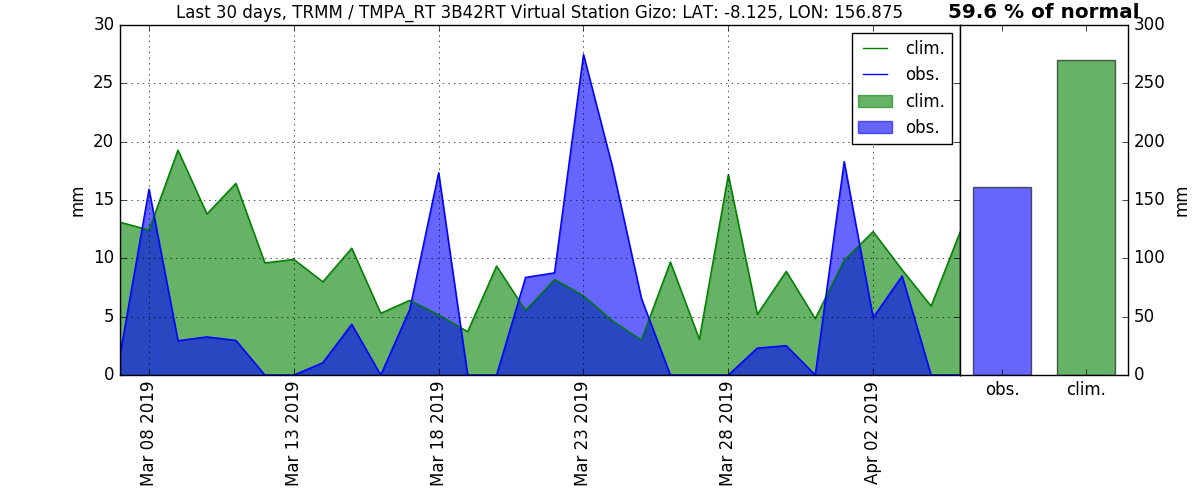 Last 30 days, TRMM / TMPA_RT 3B42RT Virtual Station Gizo: LAT: -8.125, LON: 156.875
59.6 % of normal
30
25
20
15
10
5
0
mm
clim.
obs.
clim.
obs.
Mar 08 2019
Mar 13 2019
Mar 18 2019
Mar 23 2019
Mar 28 2019
Apr 02 2019
300
250
200
150
100
50
0
mm
obs.
clim.